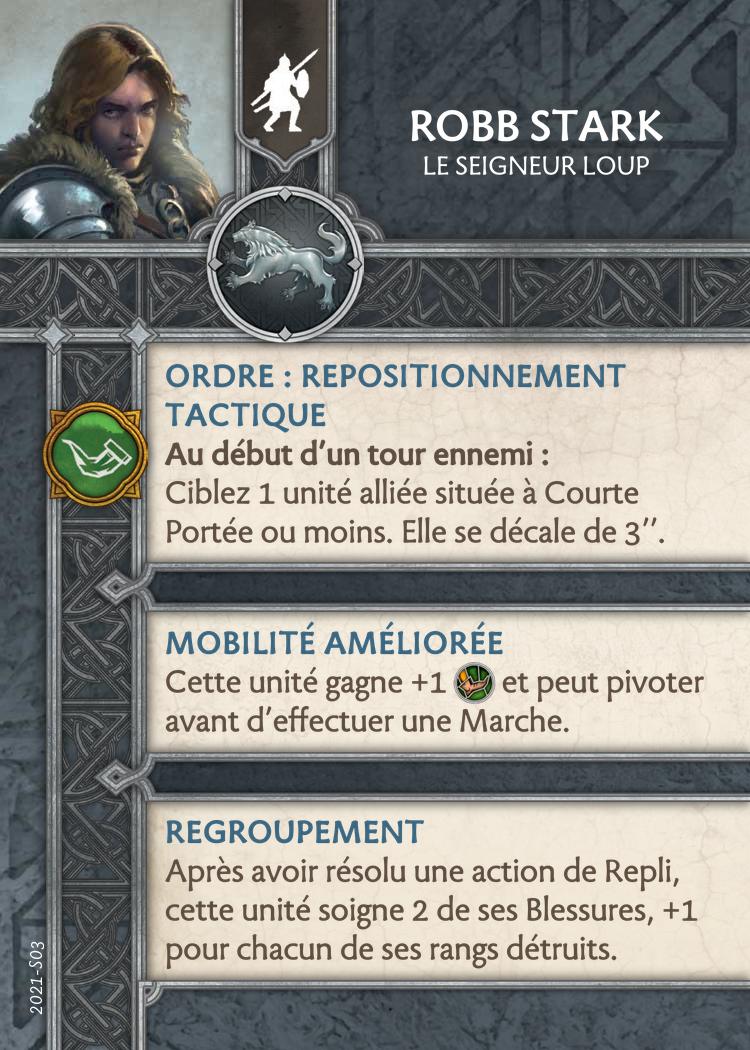 ROBB STARK
LE SEIGNEUR LOUP
ORDRE : REPOSITIONNEMENT
TACTIQUE
Au début d’un tour ennemi :
Ciblez 1 unité alliée située à Courte
Portée ou moins. Elle se décale de 3’’.
MOBILITÉ AMÉLIORÉE
Cette unité gagne +1 et peut pivoter
avant d’effectuer une Marche.
REGROUPEMENT
Après avoir résolu une action de Repli,
cette unité soigne 2 de ses Blessures, +1
pour chacun de ses rangs détruits.
2021-S03